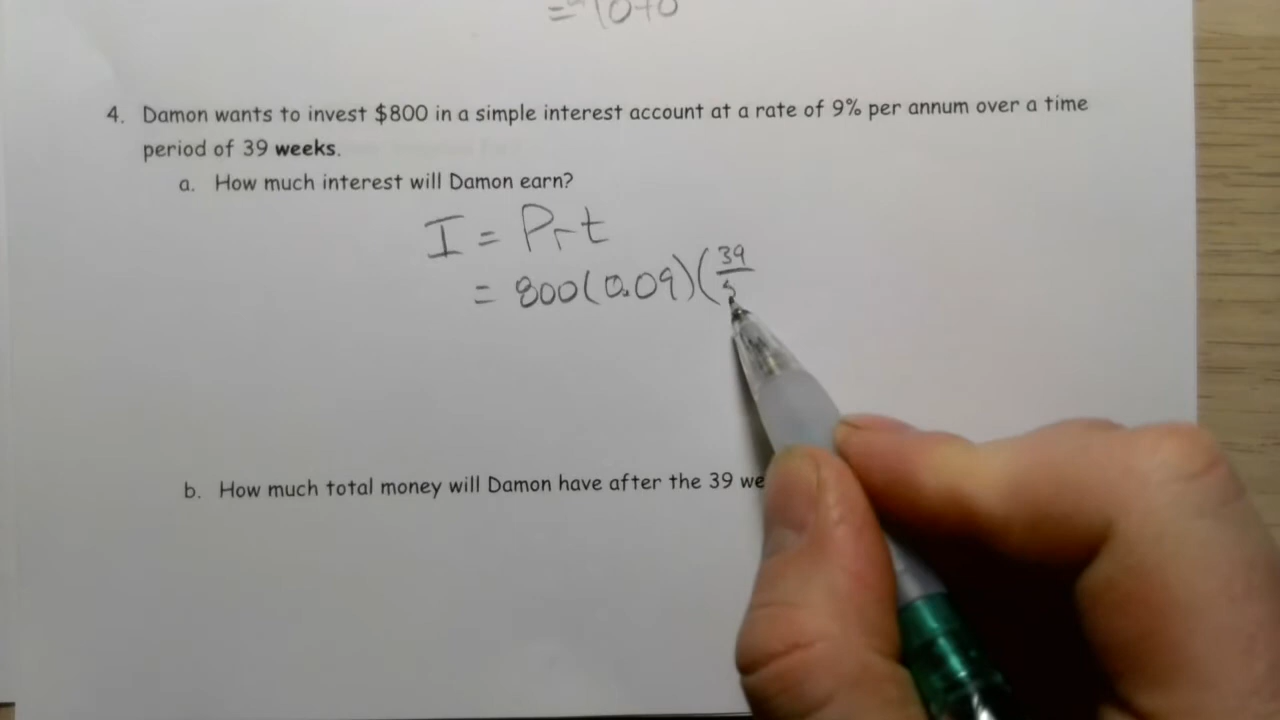 4. Damon wants to invest $800 in a simple interest account at a rate of 9% per annum over a time
period of 39 weeks.
a. How much interest will Damon earn?
I = Prt
= 800(0.09)(39/5
b. How much total money will Damon have after the 39 we